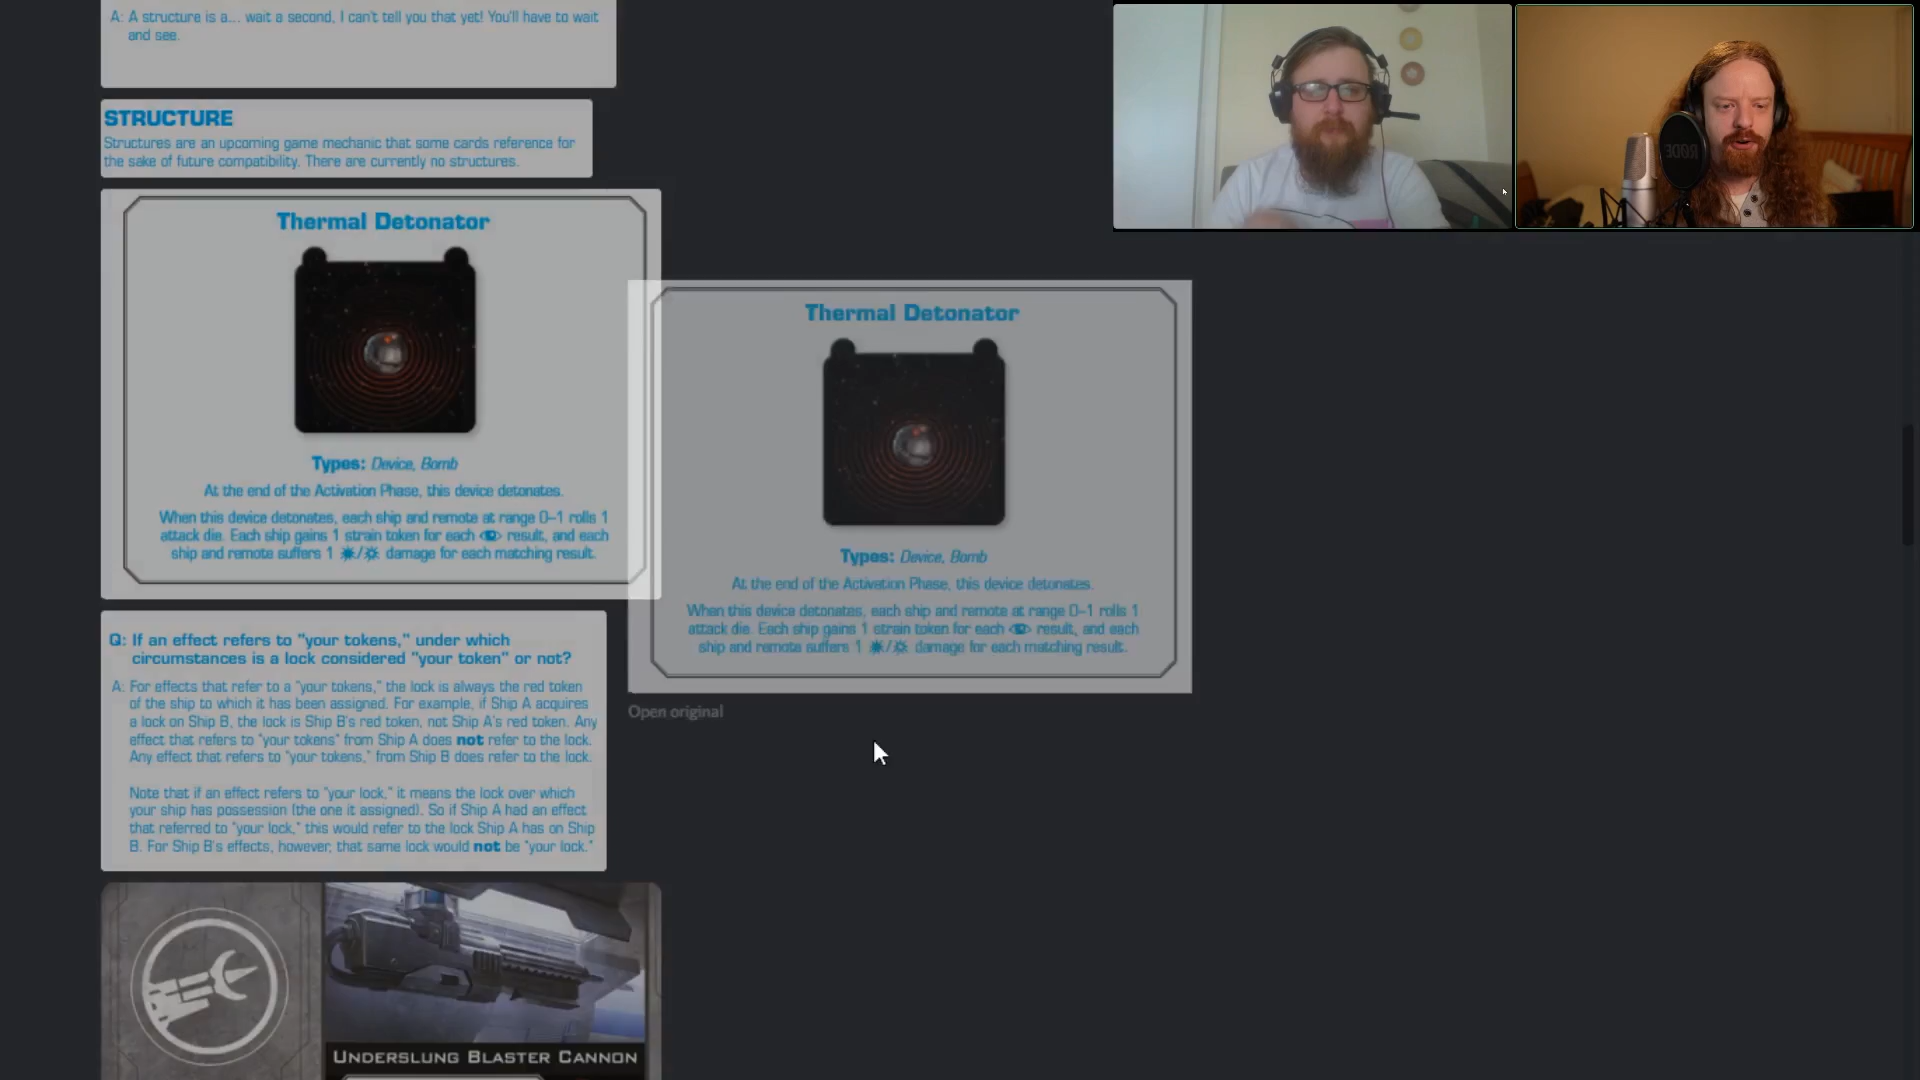 A: A structure is a... wait a second, I can't tell you that yet! You'll have to wait
and see.
STRUCTURE
Structures are an upcoming game mechanic that some cards reference for
the sake of future compatibility. There are currently no structures.
Thermal Detonator
Types: Device, Bomb
At the end of the Activation Phase, this device detonates.
When this device detonates, each ship and remote at range 0–1 rolls 1
attack die. Each ship gains 1 strain token for each result, and each
ship and remote suffers 1 / damage for each matching result.
Thermal Detonator
Types: Device, Bomb
At the end of the Activation Phase, this device detonates.
When this device detonates, each ship and remote at range 0–1 rolls 1
attack die. Each ship gains 1 strain token for each result, and each
ship and remote suffers 1 / damage for each matching result.
Open original
Q: If an effect refers to "your tokens," under which
circumstances is a lock considered "your token" or not?
A: For effects that refer to a "your tokens," the lock is always the red token
of the ship to which it has been assigned. For example, if Ship A acquires
a lock on Ship B, the lock is Ship B's red token, not Ship A's red token. Any
effect that refers to "your tokens" from Ship A does not refer to the lock.
Any effect that refers to "your tokens," from Ship B does refer to the lock.
Note that if an effect refers to "your lock," it means the lock over which
your ship has possession (the one it assigned). So if Ship A had an effect
that referred to "your lock," this would refer to the lock Ship A has on Ship
B. For Ship B's effects, however, that same lock would not be "your lock."
UNDERSLUNG BLASTER CANNON
RØDE